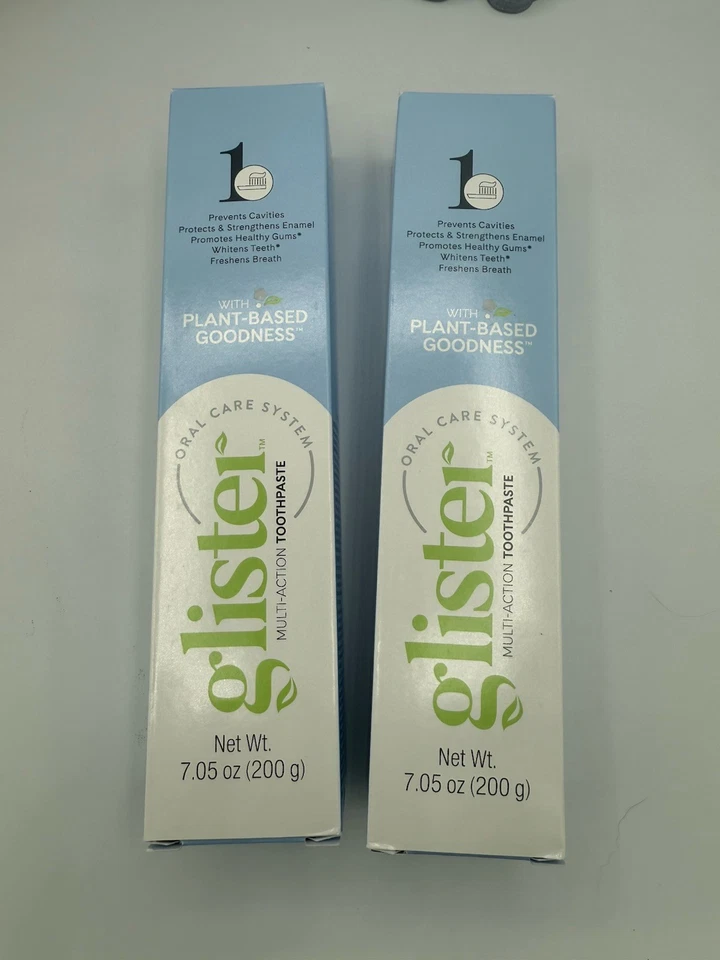 1
Prevents Cavities
Protects & Strengthens Enamel
Promotes Healthy Gums*
Whitens Teeth*
Freshens Breath
WITH
PLANT-BASED
GOODNESS™
ORAL CARE SYSTEM
glister™
MULTI-ACTION TOOTHPASTE
Net Wt.
7.05 oz (200 g)
1
Prevents Cavities
Protects & Strengthens Enamel
Promotes Healthy Gums*
Whitens Teeth*
Freshens Breath
WITH
PLANT-BASED
GOODNESS™
ORAL CARE SYSTEM
glister™
MULTI-ACTION TOOTHPASTE
Net Wt.
7.05 oz (200 g)